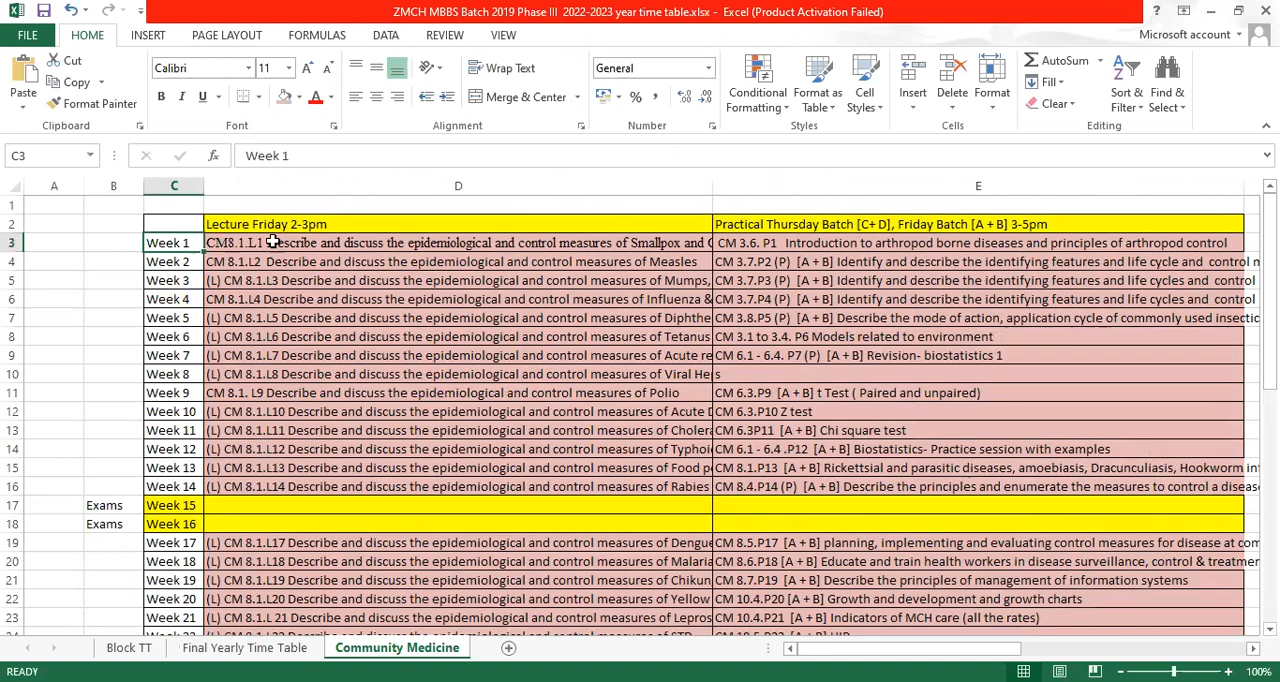 ZMCH MBBS Batch 2019 Phase III 2022-2023 year time table.xlsx - Excel (Product Activation Failed)
FILE HOME INSERT PAGE LAYOUT FORMULAS DATA REVIEW VIEW Microsoft account
Paste Cut Copy Format Painter
Calibri 11 B I U
Wrap Text Merge & Center
General % ,
Conditional Formatting Format as Table Cell Styles
Insert Delete Format
AutoSum Fill Clear
Sort & Filter Find & Select
Clipboard Font Alignment Number Styles Cells Editing
C3 fx Week 1
A B C D E
1
2 Lecture Friday 2-3pm Practical Thursday Batch [C+ D], Friday Batch [A + B] 3-5pm
3 Week 1 CM8.1.L1 escribe and discuss the epidemiological and control measures of Smallpox and C CM 3.6. P1 Introduction to arthropod borne diseases and principles of arthropod control
4 Week 2 CM 8.1.L2 Describe and discuss the epidemiological and control measures of Measles CM 3.7.P2 (P) [A + B] Identify and describe the identifying features and life cycle and control m
5 Week 3 (L) CM 8.1.L3 Describe and discuss the epidemiological and control measures of Mumps, CM 3.7.P3 (P) [A + B] Identify and describe the identifying features and life cycle and control
6 Week 4 CM 8.1.L4 Describe and discuss the epidemiological and control measures of Influenza & CM 3.7.P4 (P) [A + B] Identify and describe the identifying features and life cycle and control
7 Week 5 (L) CM 8.1.L5 Describe and discuss the epidemiological and control measures of Diphthe CM 3.8.P5 (P) [A + B] Describe the mode of action, application cycle of commonly used insectic
8 Week 6 (L) CM 8.1.L6 Describe and discuss the epidemiological and control measures of Tetanus CM 3.1 to 3.4. P6 Models related to environment
9 Week 7 (L) CM 8.1.L7 Describe and discuss the epidemiological and control measures of Acute re CM 6.1 - 6.4. P7 (P) [A + B] Revision- biostatistics 1
10 Week 8 (L) CM 8.1.L8 Describe and discuss the epidemiological and control measures of Viral Heps
11 Week 9 CM 8.1. L9 Describe and discuss the epidemiological and control measures of Polio CM 6.3.P9 [A + B] t Test ( Paired and unpaired)
12 Week 10 (L) CM 8.1.L10 Describe and discuss the epidemiological and control measures of Acute D CM 6.3.P10 Z test
13 Week 11 (L) CM 8.1.L11 Describe and discuss the epidemiological and control measures of Cholera CM 6.3P11 [A + B] Chi square test
14 Week 12 (L) CM 8.1.L12 Describe and discuss the epidemiological and control measures of Typhoi CM 6.1 - 6.4 .P12 [A + B] Biostatistics- Practice session with examples
15 Week 13 (L) CM 8.1.L13 Describe and discuss the epidemiological and control measures of Food p CM 8.1.P13 [A + B] Rickettsial and parasitic diseases, amoebiasis, Dracunculiasis, Hookworm in
16 Week 14 (L) CM 8.1.L14 Describe and discuss the epidemiological and control measures of Rabies CM 8.4.P14 (P) [A + B] Describe the principles and enumerate the measures to control a diseas
17 Exams Week 15
18 Exams Week 16
19 Week 17 (L) CM 8.1.L17 Describe and discuss the epidemiological and control measures of Dengue CM 8.5.P17 [A + B] planning, implementing and evaluating control measures for disease at com
20 Week 18 (L) CM 8.1.L18 Describe and discuss the epidemiological and control measures of Malaria CM 8.6.P18 [A + B] Educate and train health workers in disease surveillance, control & treatmer
21 Week 19 (L) CM 8.1.L19 Describe and discuss the epidemiological and control measures of Chikun CM 8.7.P19 [A + B] Describe the principles of management of information systems
22 Week 20 (L) CM 8.1.L20 Describe and discuss the epidemiological and control measures of Yellow CM 10.4.P20 [A + B] Growth and development and growth charts
23 Week 21 (L) CM 8.1.L 21 Describe and discuss the epidemiological and control measures of Lepros CM 10.4.P21 [A + B] Indicators of MCH care (all the rates)
Block TT Final Yearly Time Table Community Medicine
READY 100%